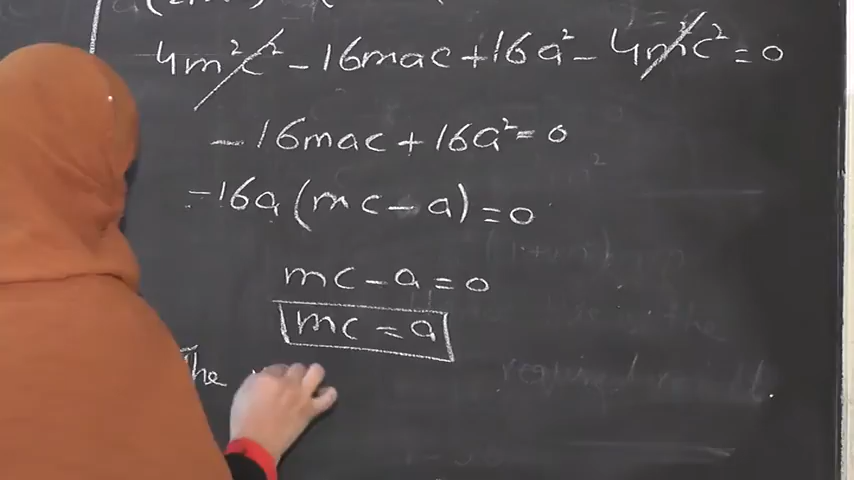 4m²c² - 16mac + 16a² - 4m²c² = 0
- 16mac + 16a² = 0
- 16a (mc - a) = 0
mc - a = 0
mc = a
The